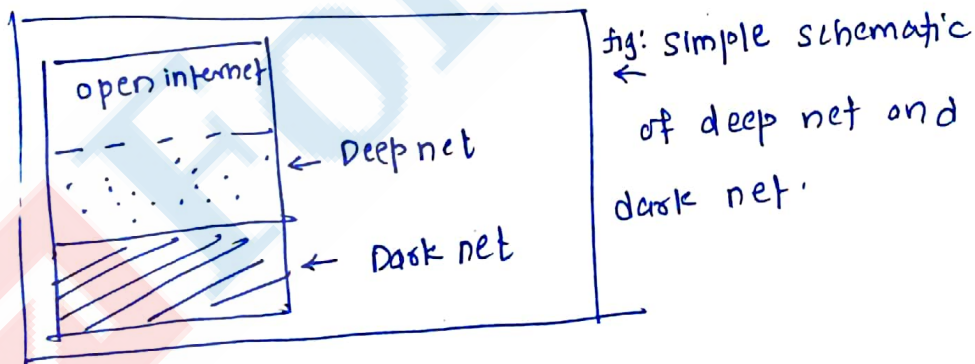 open internet
← Deep net
← Dark net
fig: simple schematic
←
of deep net and
dark net.